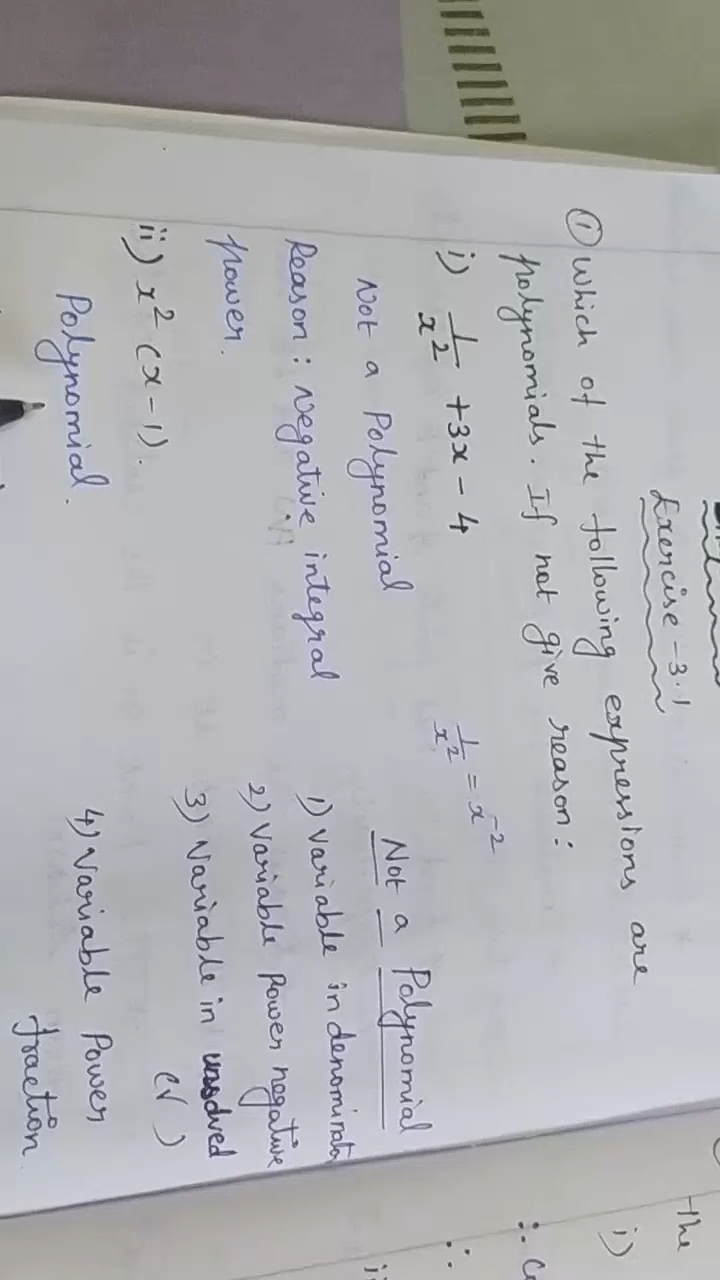 Exercise - 3.1
① Which of the following expressions are
polynomials. If not give reason :
i) 1/x² + 3x - 4
1/x² = x⁻²
Not a Polynomial
Reason : Negative integral
power.
ii) x² (x - 1).
Polynomial.
Not a Polynomial
1) Variable in denominator
2) Variable Power negative
3) Variable in unsolved
(√ )
4) Variable Power
fraction.
the
i)